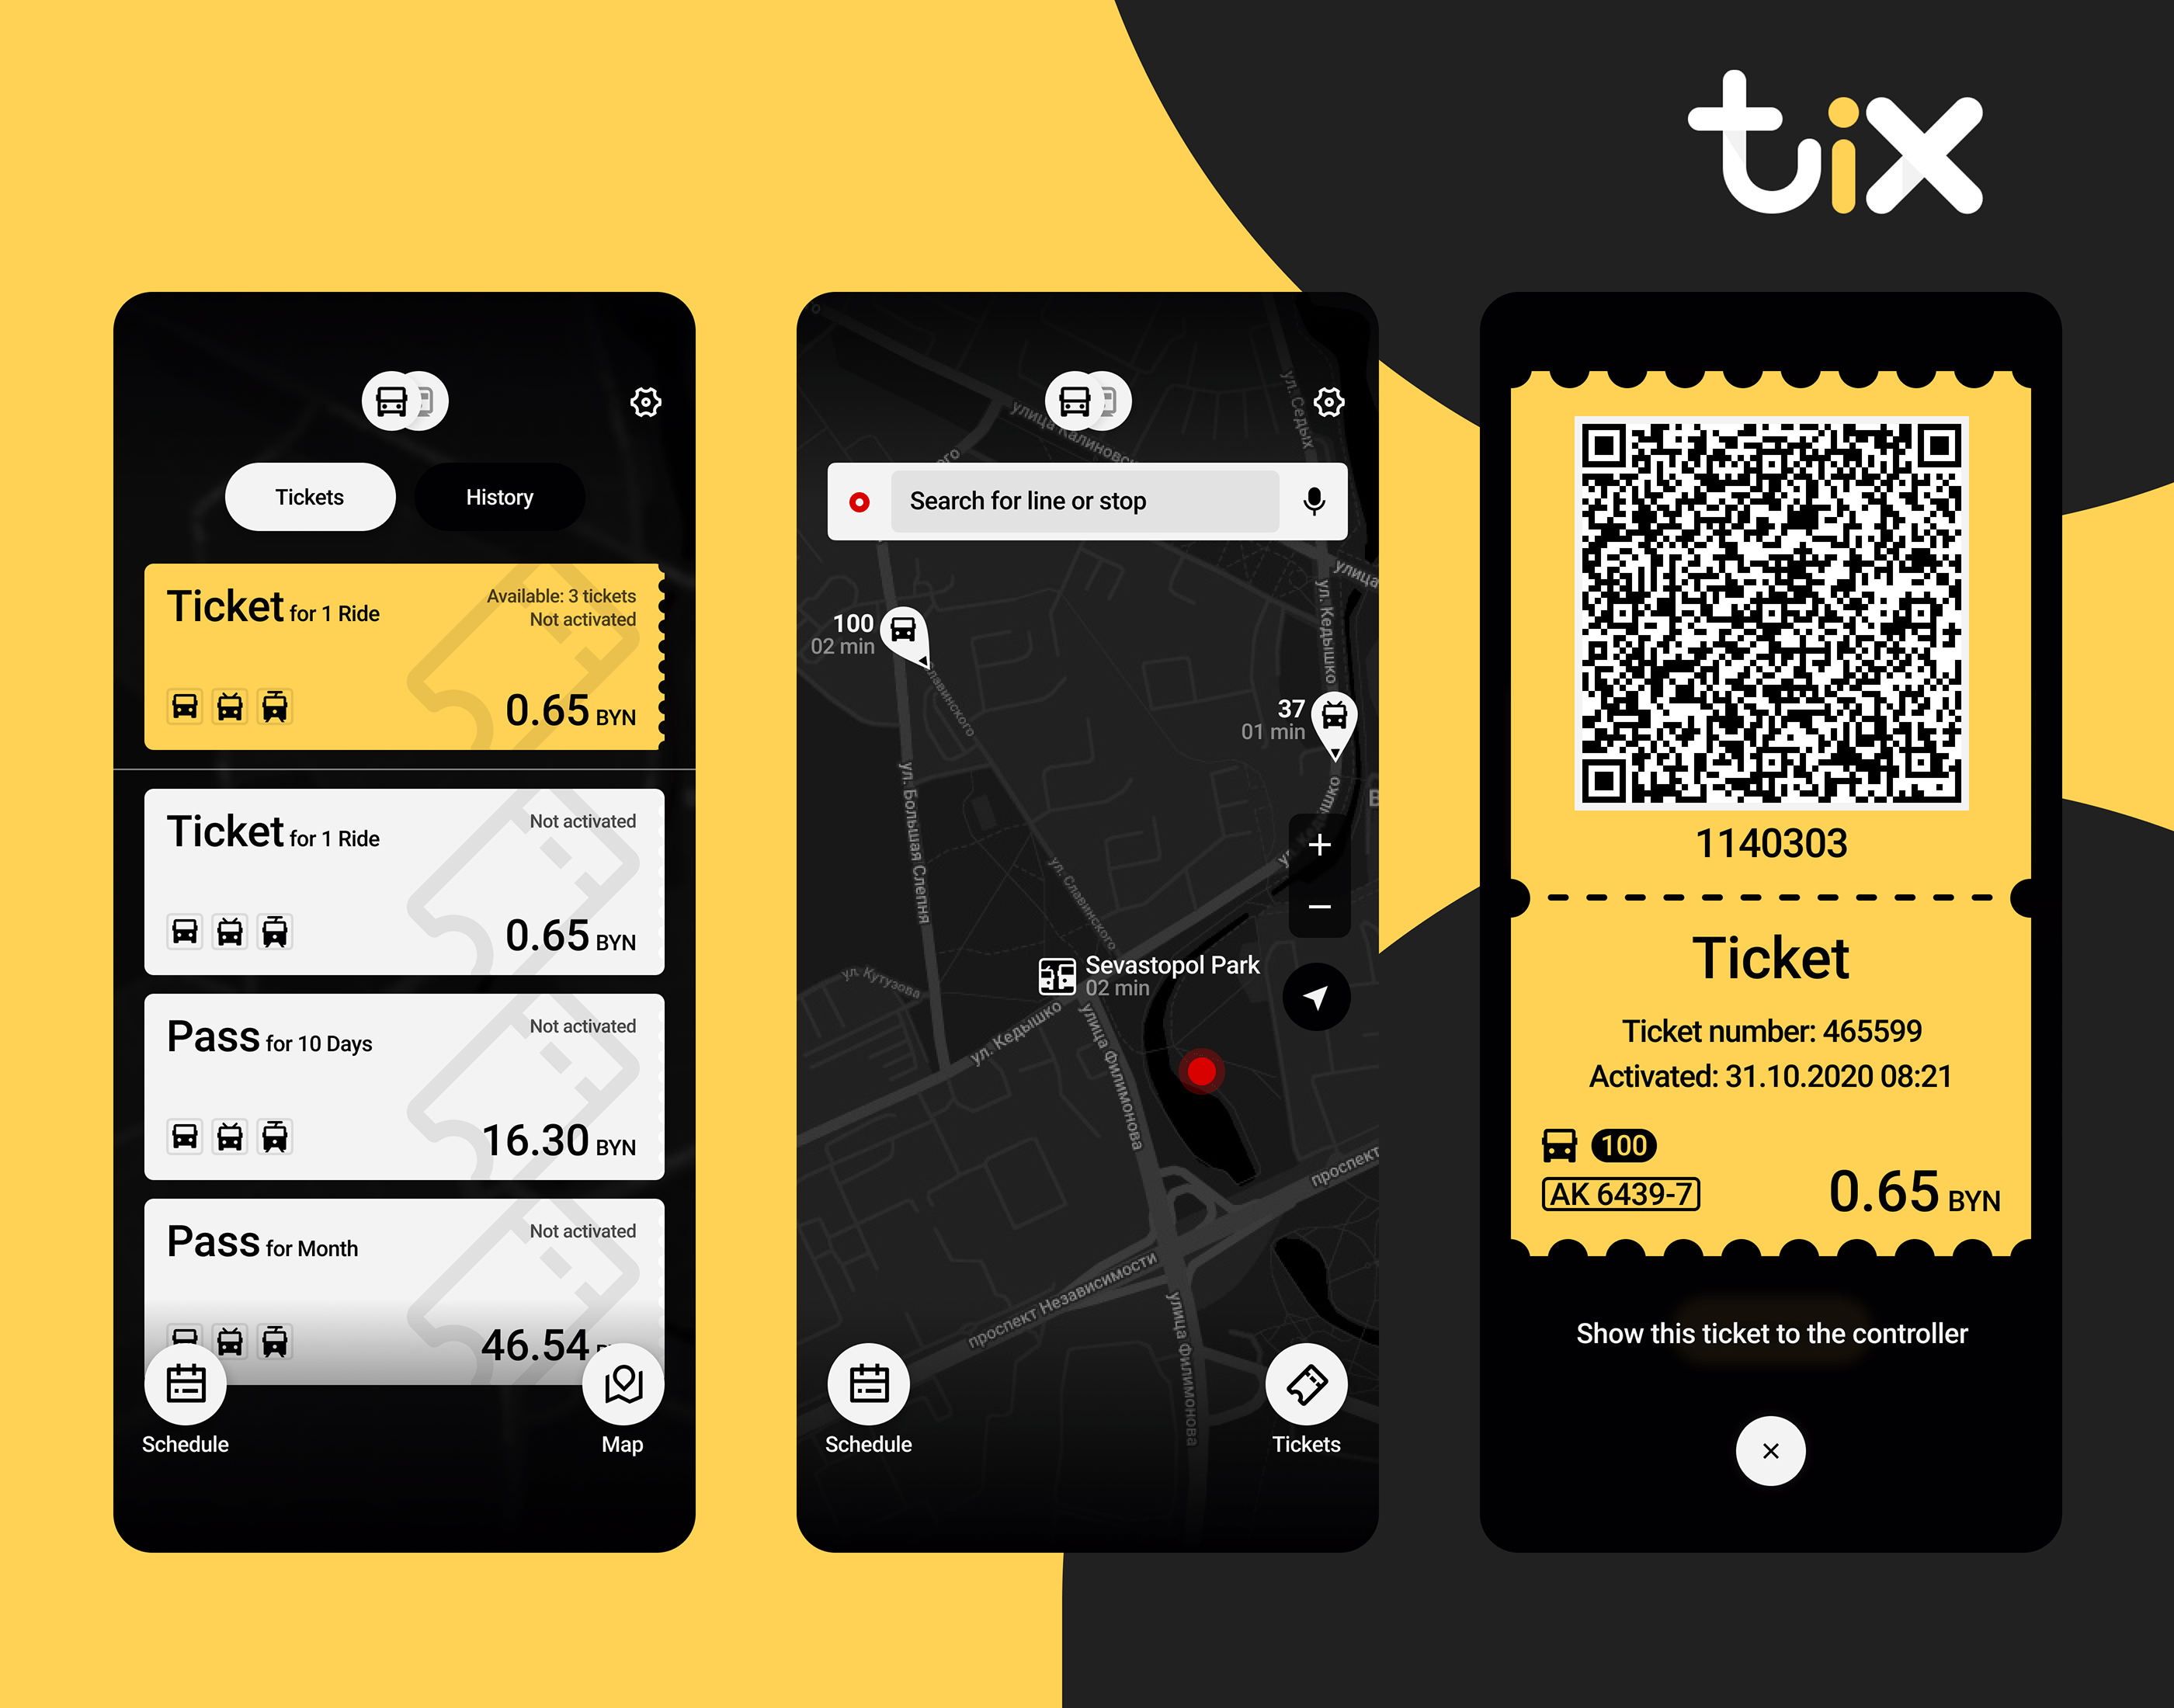 tix
Tickets
History
Ticket for 1 Ride
Available: 3 tickets
Not activated
0.65 BYN
Ticket for 1 Ride
Not activated
0.65 BYN
Pass for 10 Days
Not activated
16.30 BYN
Pass for Month
Not activated
46.54
Schedule
Map
улица Калиновс
ул. Седых
Search for line or stop
улица
ул. Кедышко
100
02 min
37
01 min
ул. Большая Слепня
ул. Славинского
Sevastopol Park
02 min
ул. Кутузова
ул. Кедышко
улица Филимонова
проспект
проспект Независимости
улица Филимонова
Schedule
Tickets
1140303
Ticket
Ticket number: 465599
Activated: 31.10.2020 08:21
100
AK 6439-7
0.65 BYN
Show this ticket to the controller